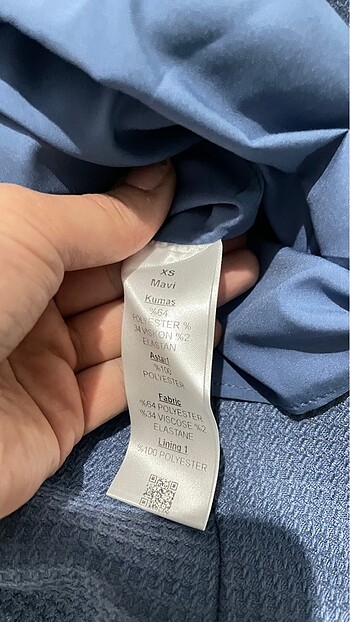 XS
Mavi
Kumas
%64
POLYESTER %
34 VISKON %2
ELASTAN
Astar1
%100
POLYESTER
Fabric
%64 POLYESTER
%34 VISCOSE %2
ELASTANE
Lining 1
%100 POLYESTER